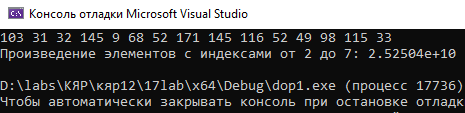 Консоль отладки Microsoft Visual Studio
103 31 32 145 9 68 52 171 145 116 52 49 98 115 33
Произведение элементов с индексами от 2 до 7: 2.52504e+10
D:\labs\КЯР\кяр12\17lab\x64\Debug\dop1.exe (процесс 17736)
Чтобы автоматически закрывать консоль при остановке отладк